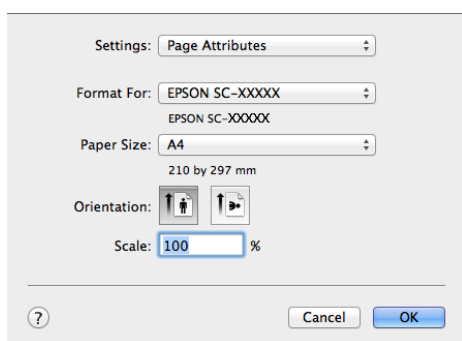 Settings: Page Attributes
Format For: EPSON SC-XXXXX
EPSON SC-XXXXX
Paper Size: A4
210 by 297 mm
Orientation:
Scale: 100 %
? Cancel OK